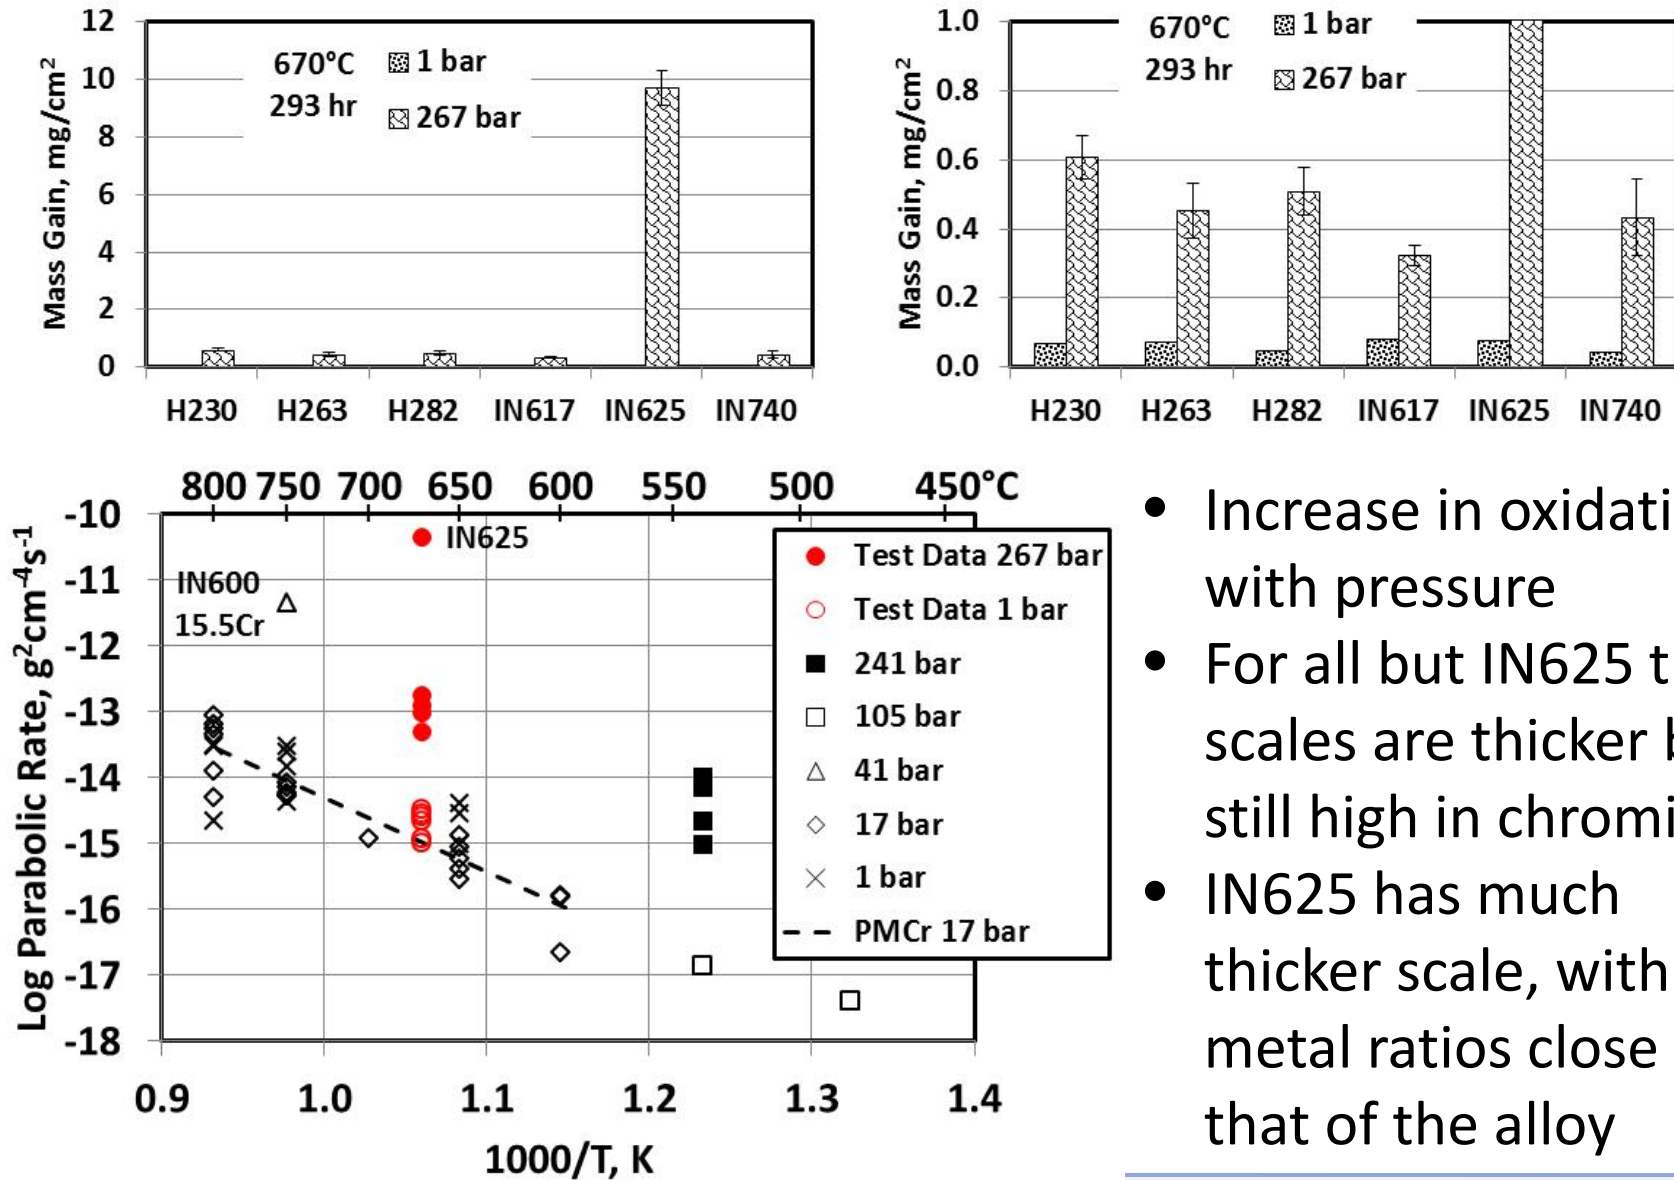 12
10
8
6
4
2
0
Mass Gain, mg/cm²
670°C
293 hr
1 bar
267 bar
H230 H263 H282 IN617 IN625 IN740
1.0
0.8
0.6
0.4
0.2
0.0
Mass Gain, mg/cm²
670°C
293 hr
1 bar
267 bar
H230 H263 H282 IN617 IN625 IN740
800 750 700 650 600 550 500 450°C
-10
-11
-12
-13
-14
-15
-16
-17
-18
Log Parabolic Rate, g²cm⁻⁴s⁻¹
IN625
IN600
15.5Cr
Test Data 267 bar
Test Data 1 bar
241 bar
105 bar
41 bar
17 bar
1 bar
PMCr 17 bar
0.9 1.0 1.1 1.2 1.3 1.4
1000/T, K
• Increase in oxidati
with pressure
• For all but IN625 t
scales are thicker b
still high in chromi
• IN625 has much
thicker scale, with
metal ratios close
that of the alloy